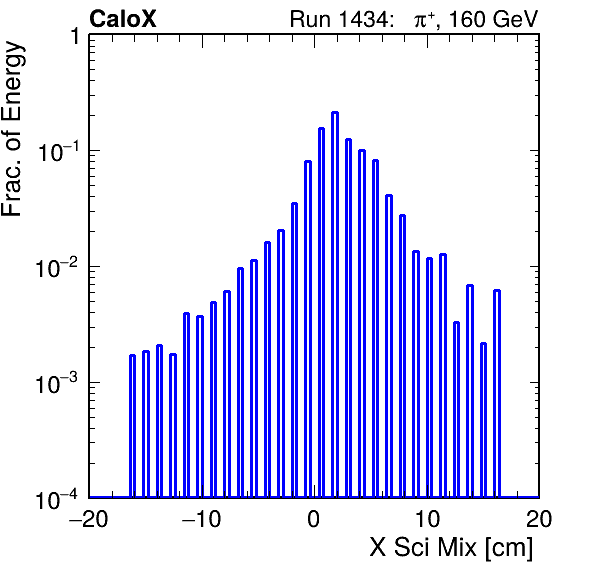 CaloX Run 1434: π⁺, 160 GeV
Frac. of Energy
1
10⁻¹
10⁻²
10⁻³
10⁻⁴
−20 −10 0 10 20
X Sci Mix [cm]